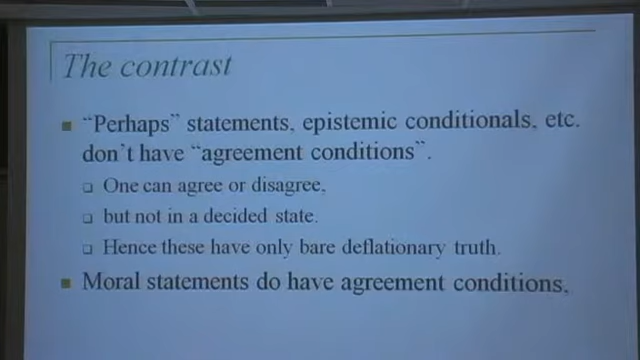 The contrast
"Perhaps" statements, epistemic conditionals, etc.
don't have "agreement conditions".
One can agree or disagree,
but not in a decided state.
Hence these have only bare deflationary truth.
Moral statements do have agreement conditions,